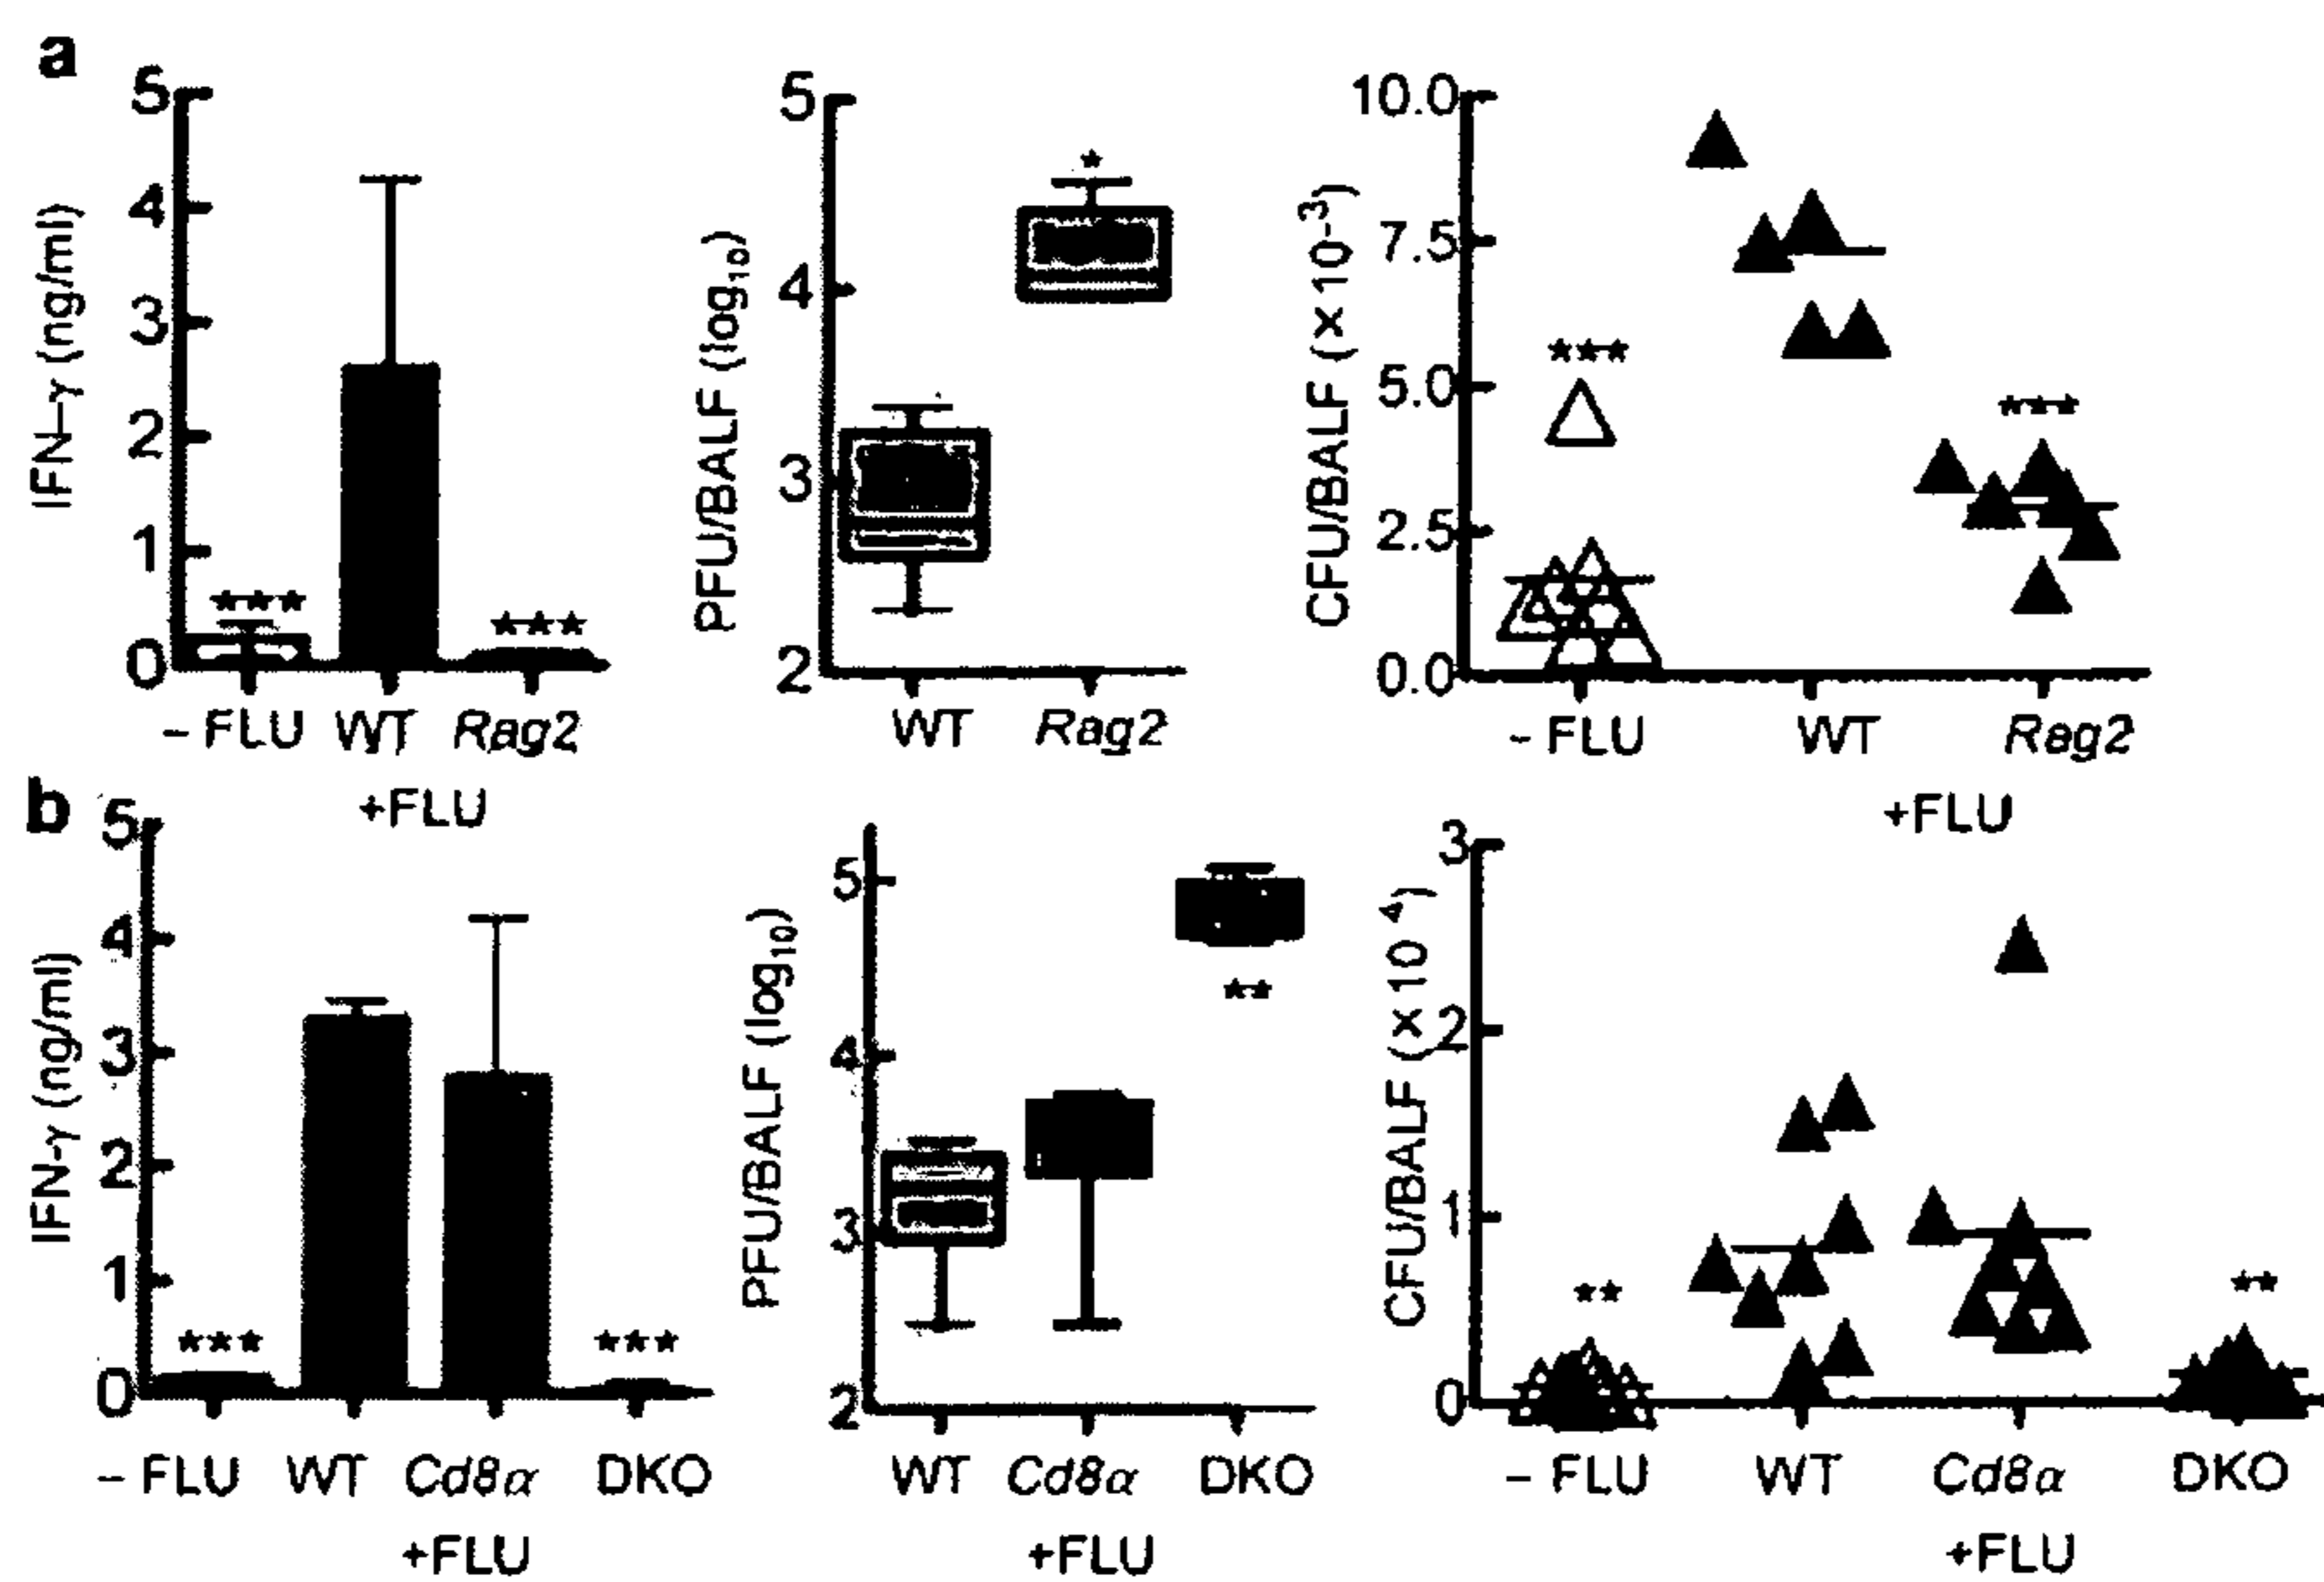 a
IFN-γ (ng/ml)
5
4
3
2
1
0
***
***
- FLU WT Rag2
+FLU
PFU/BALF (log10)
5
4
3
2
*
WT Rag2
CFU/BALF (× 10-3)
10.0
7.5
5.0
2.5
0.0
***
***
- FLU WT Rag2
+FLU
b
IFN-γ (ng/ml)
5
4
3
2
1
0
***
***
- FLU WT Cd8α DKO
+FLU
PFU/BALF (log10)
5
4
3
2
**
WT Cd8α DKO
+FLU
CFU/BALF (× 10-4)
3
2
1
0
**
**
- FLU WT Cd8α DKO
+FLU